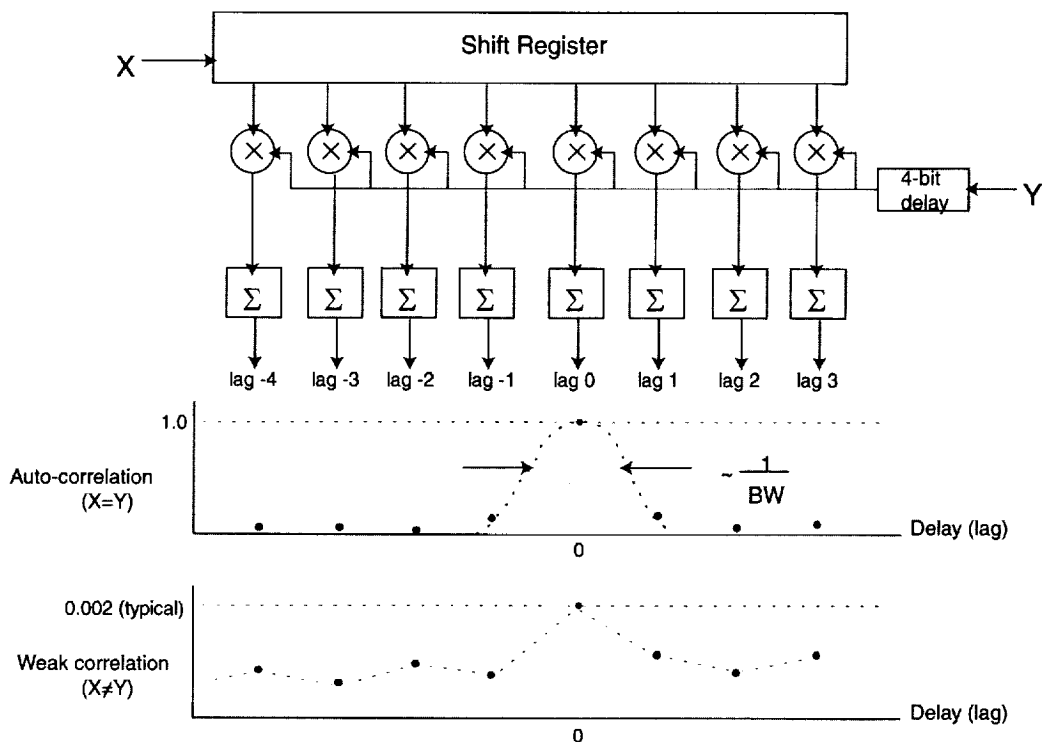 Shift Register
X
× × × × × × × ×
4-bit
delay
Y
Σ Σ Σ Σ Σ Σ Σ Σ
lag -4 lag -3 lag -2 lag -1 lag 0 lag 1 lag 2 lag 3
1.0
Auto-correlation
(X=Y)
~ 1
BW
Delay (lag)
0
0.002 (typical)
Weak correlation
(X≠Y)
Delay (lag)
0